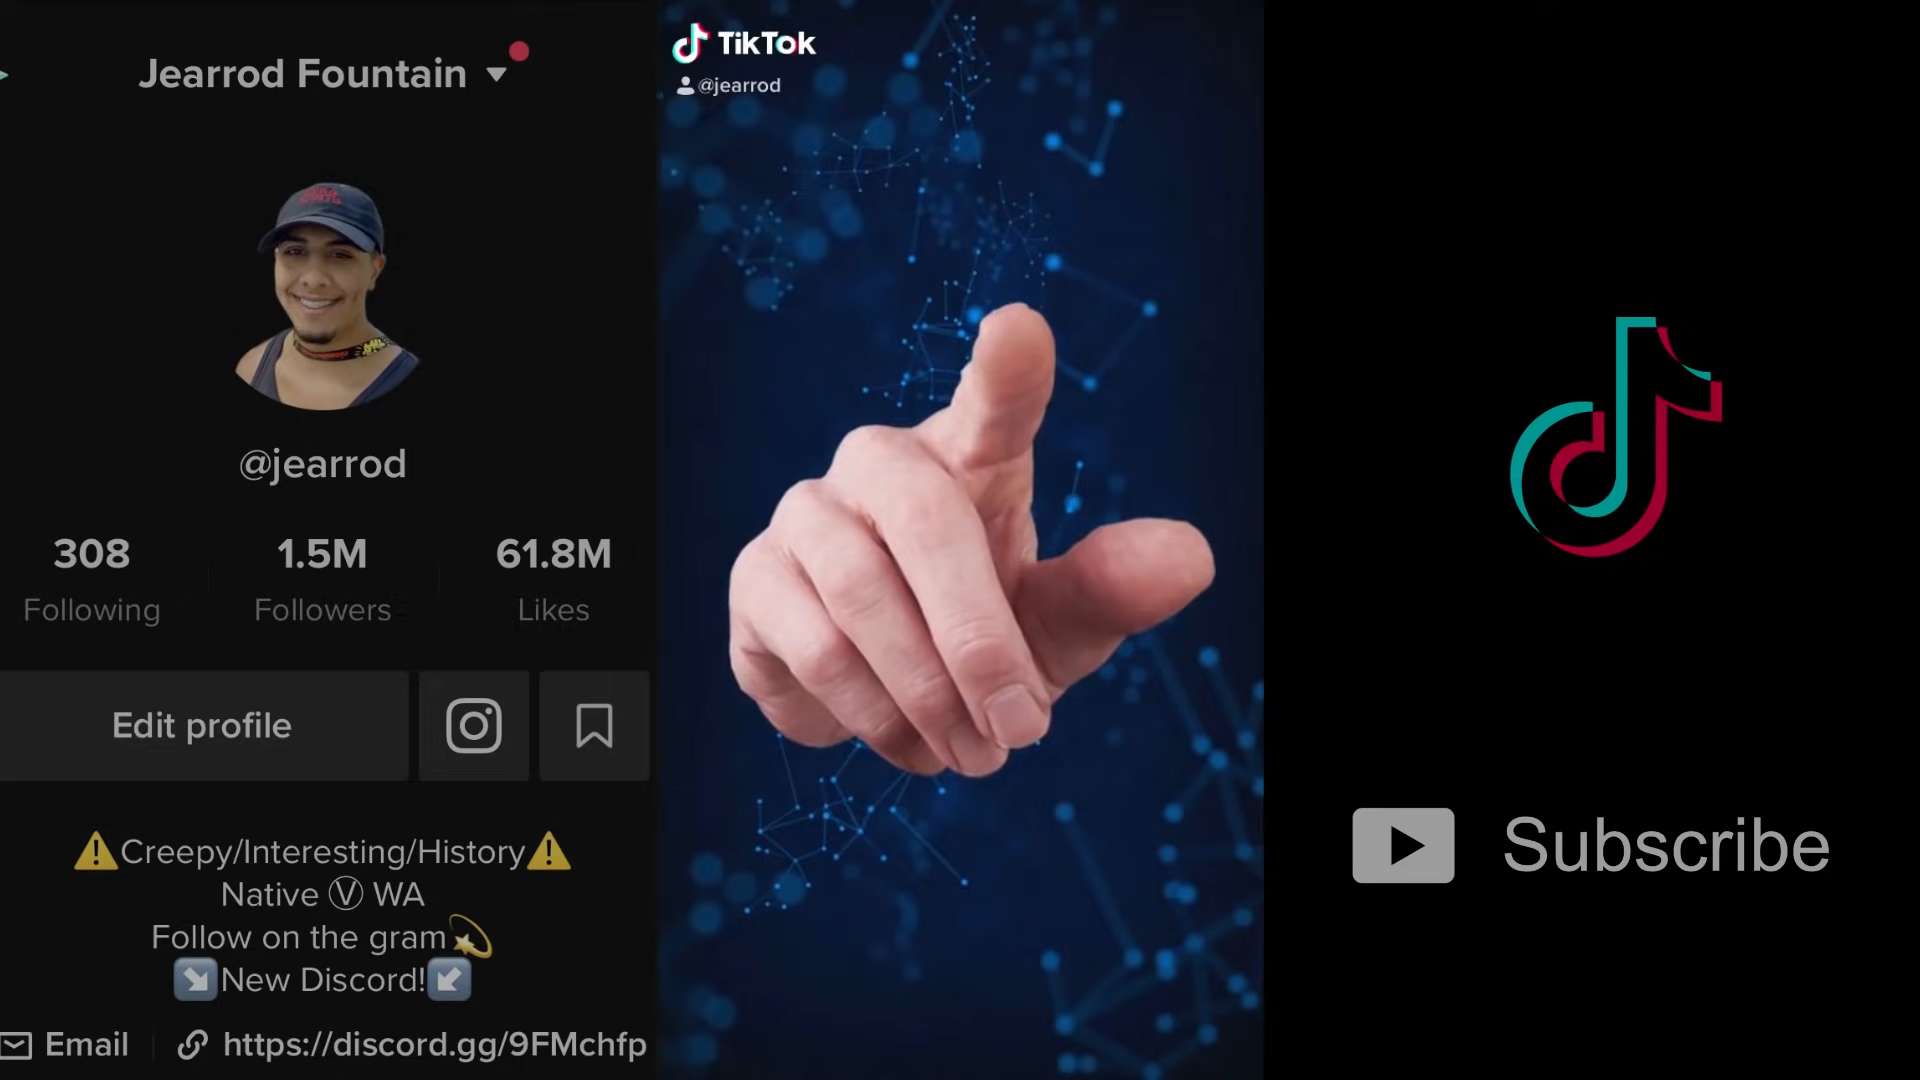 Jearrod Fountain
@jearrod
308
Following
1.5M
Followers
61.8M
Likes
Edit profile
⚠️Creepy/Interesting/History⚠️
Native Ⓥ WA
Follow on the gram💫
↘️New Discord!↙️
Email
https://discord.gg/9FMchfp
TikTok
@jearrod
Subscribe